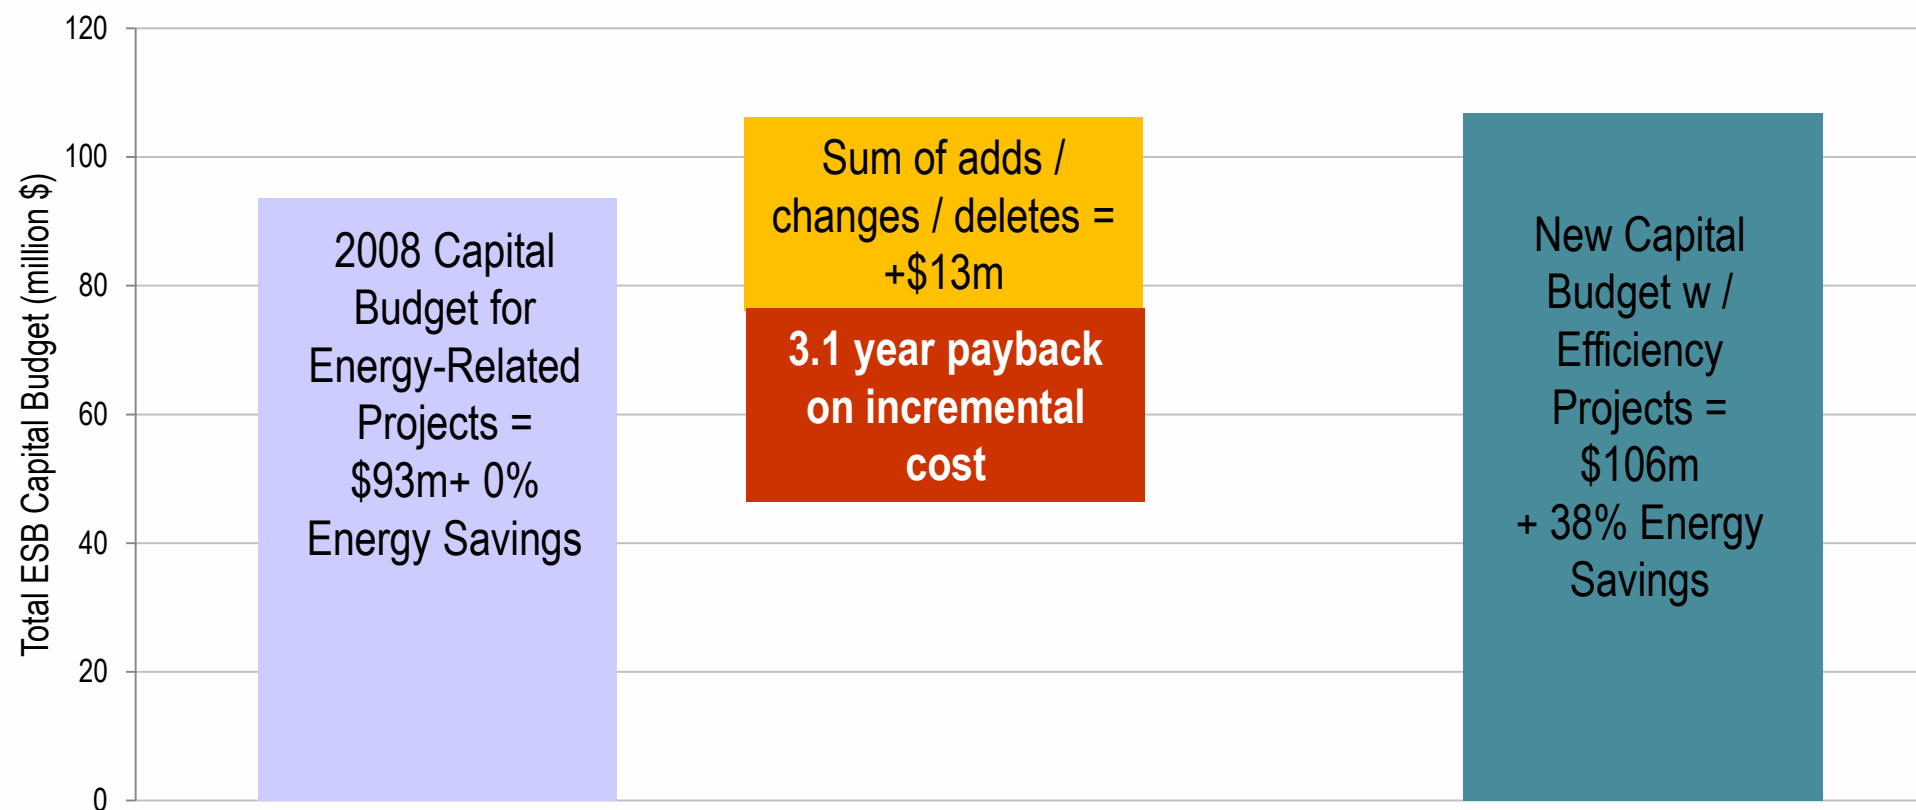 Total ESB Capital Budget (million $)
120
100
80
60
40
20
0
2008 Capital
Budget for
Energy-Related
Projects =
$93m+ 0%
Energy Savings
Sum of adds /
changes / deletes =
+$13m
3.1 year payback
on incremental
cost
New Capital
Budget w /
Efficiency
Projects =
$106m
+ 38% Energy
Savings